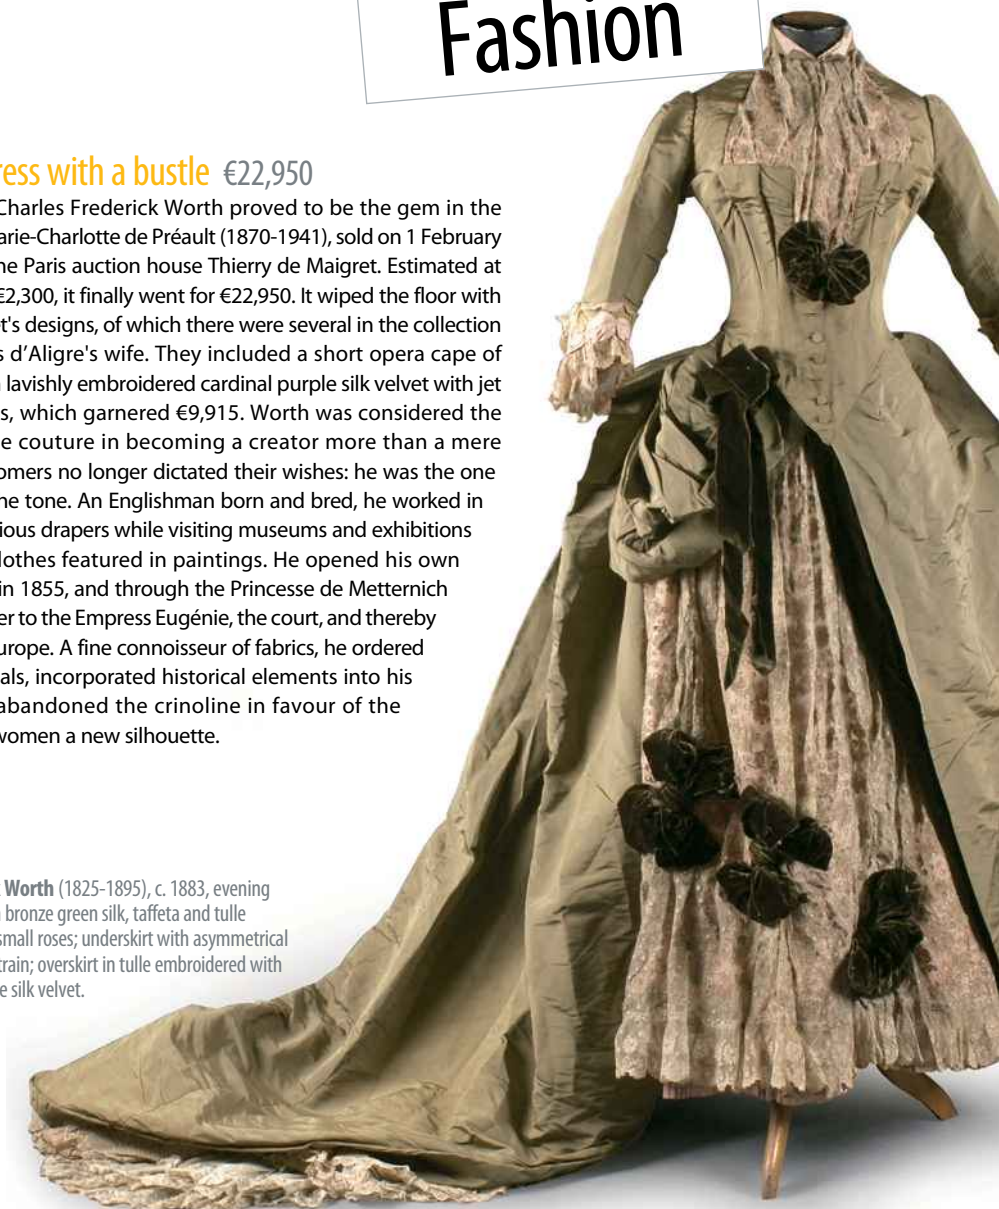 Fashion
ress with a bustle €22,950
Charles Frederick Worth proved to be the gem in the
arie-Charlotte de Préault (1870-1941), sold on 1 February
ne Paris auction house Thierry de Maigret. Estimated at
€2,300, it finally went for €22,950. It wiped the floor with
et's designs, of which there were several in the collection
s d’Aligre's wife. They included a short opera cape of
lavishly embroidered cardinal purple silk velvet with jet
s, which garnered €9,915. Worth was considered the
e couture in becoming a creator more than a mere
omers no longer dictated their wishes: he was the one
he tone. An Englishman born and bred, he worked in
ious drapers while visiting museums and exhibitions
lothes featured in paintings. He opened his own
in 1855, and through the Princesse de Metternich
er to the Empress Eugénie, the court, and thereby
urope. A fine connoisseur of fabrics, he ordered
als, incorporated historical elements into his
abandoned the crinoline in favour of the
women a new silhouette.
Worth (1825-1895), c. 1883, evening
bronze green silk, taffeta and tulle
small roses; underskirt with asymmetrical
train; overskirt in tulle embroidered with
e silk velvet.